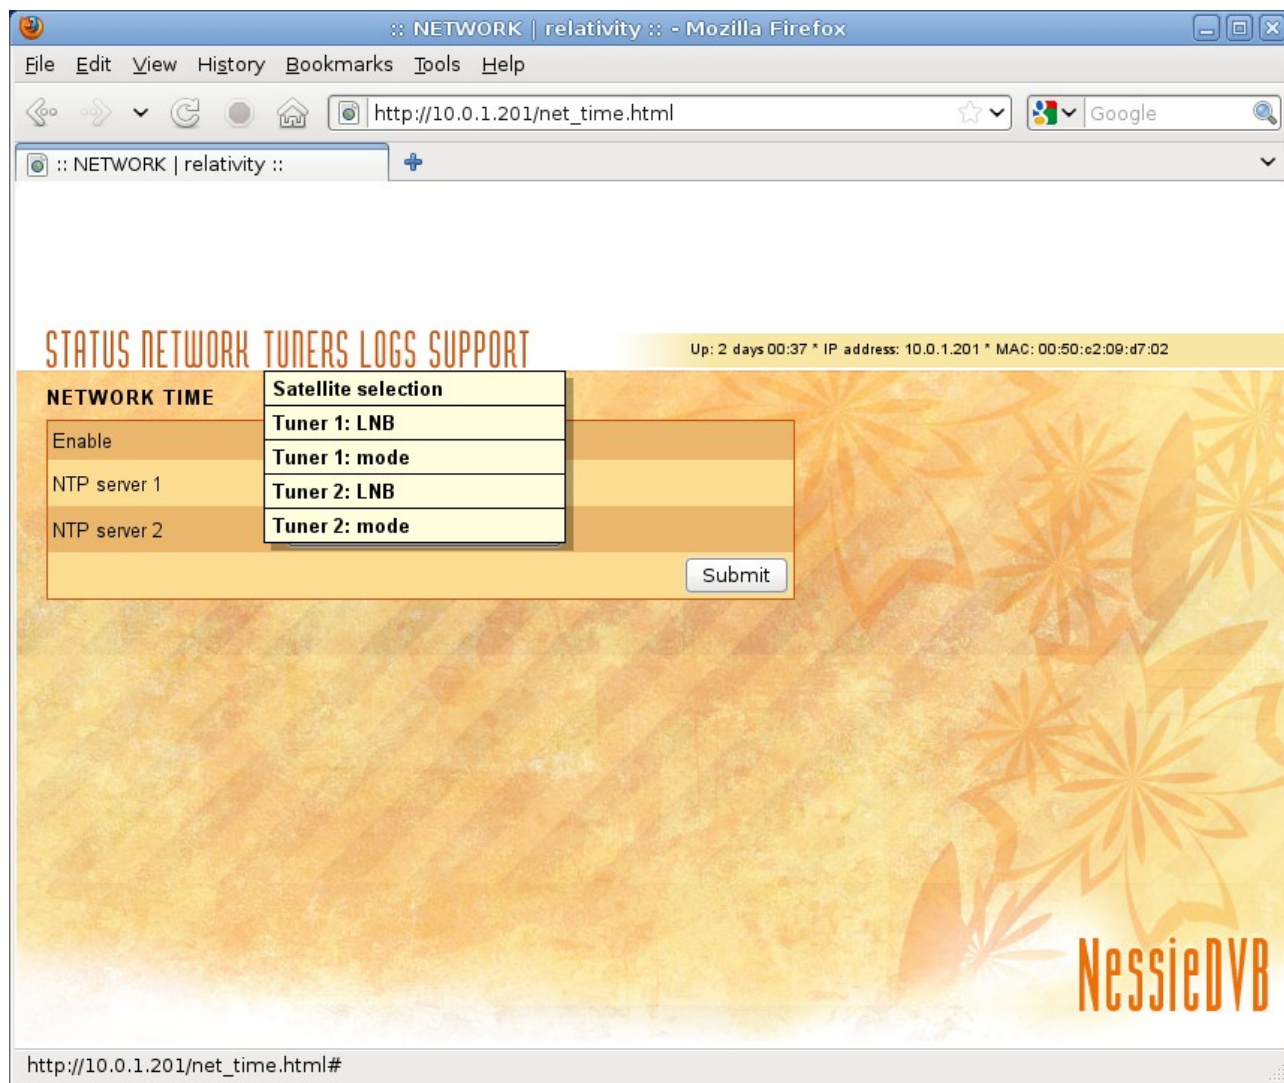 :: NETWORK | relativity :: - Mozilla Firefox
File Edit View History Bookmarks Tools Help
http://10.0.1.201/net_time.html Google
:: NETWORK | relativity ::
STATUS NETWORK TUNERS LOGS SUPPORT
Up: 2 days 00:37 * IP address: 10.0.1.201 * MAC: 00:50:c2:09:d7:02
NETWORK TIME
Satellite selection
Enable
Tuner 1: LNB
Tuner 1: mode
NTP server 1
Tuner 2: LNB
NTP server 2
Tuner 2: mode
Submit
NessieDVB
http://10.0.1.201/net_time.html#